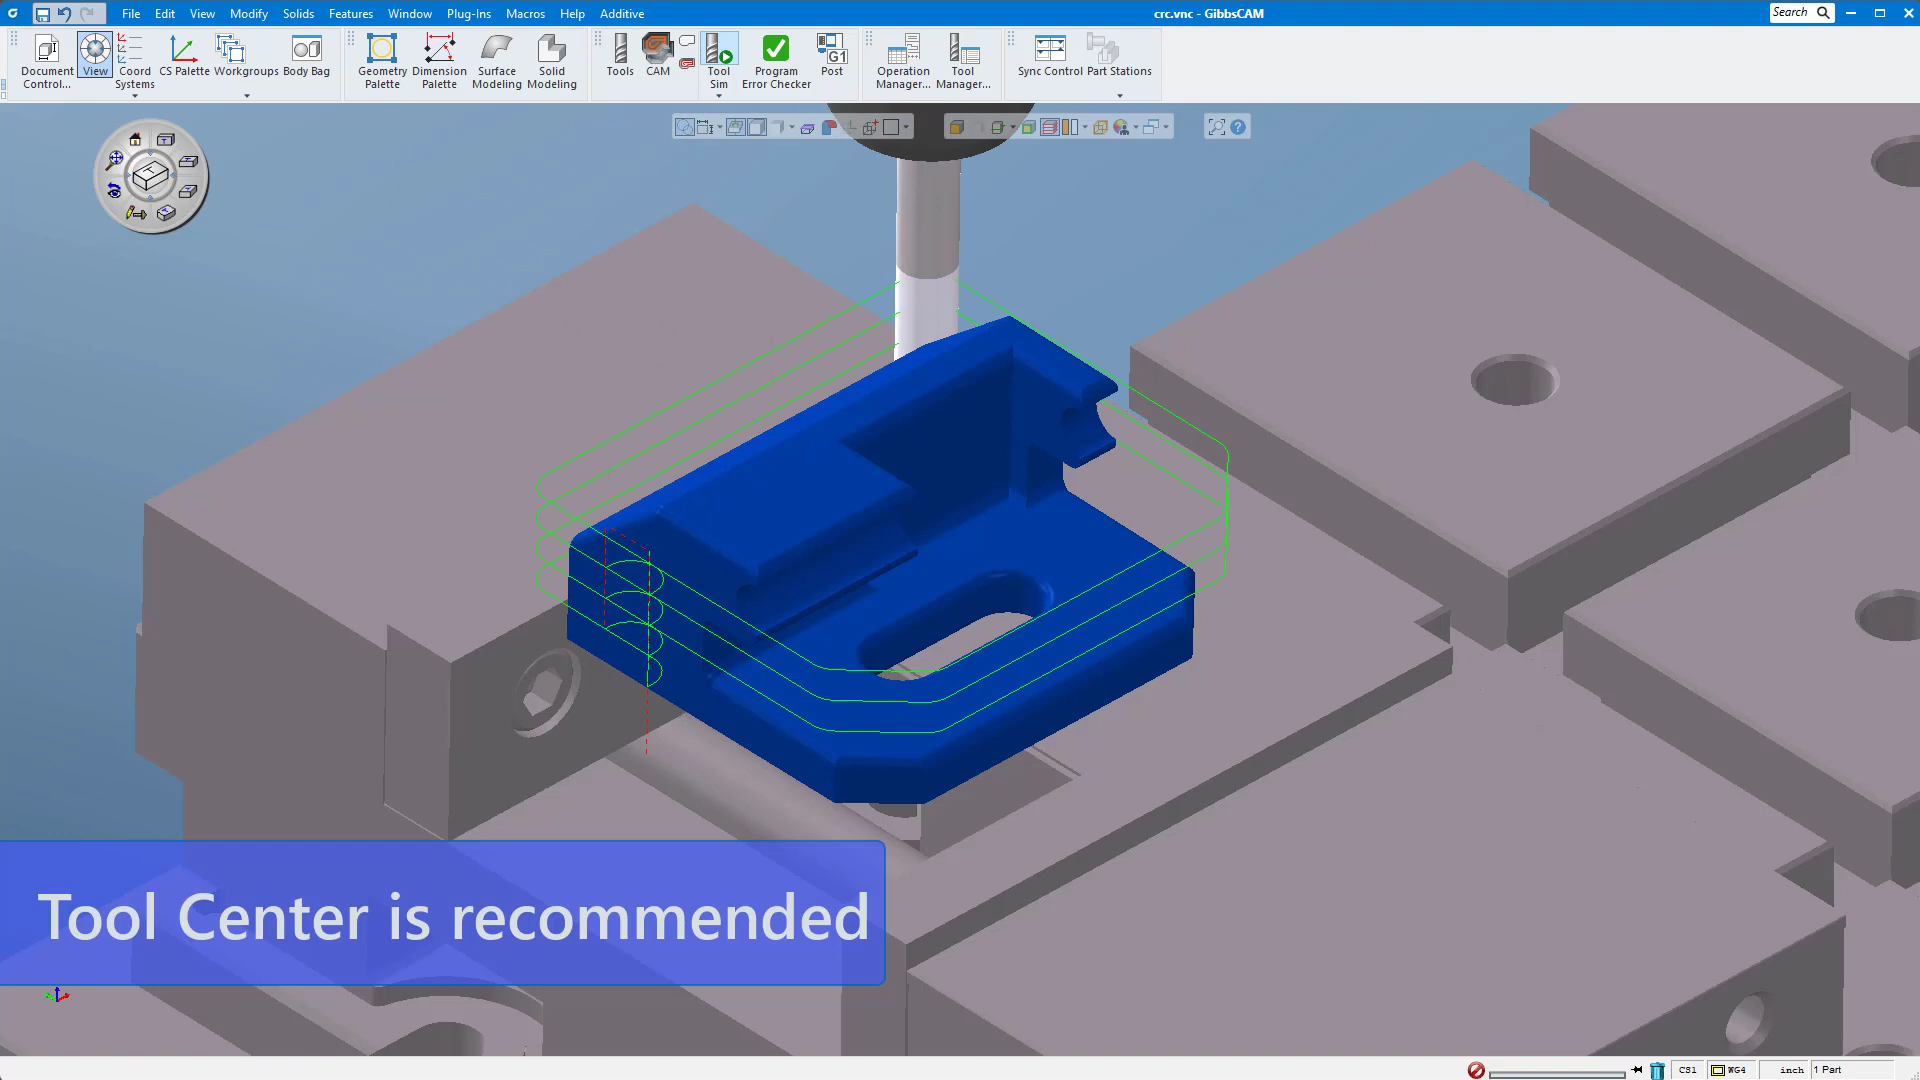 File Edit View Modify Solids Features Window Plug-Ins Macros Help Additive
crc.vnc - GibbsCAM
Search
Document Control...
View
Coord Systems
CS Palette
Workgroups
Body Bag
Geometry Palette
Dimension Palette
Surface Modeling
Solid Modeling
Tools
CAM
Tool Sim
Program Error Checker
G1
Post
Operation Manager...
Tool Manager...
Sync Control
Part Stations
Tool Center is recommended
CS1
WG4
inch
1 Part